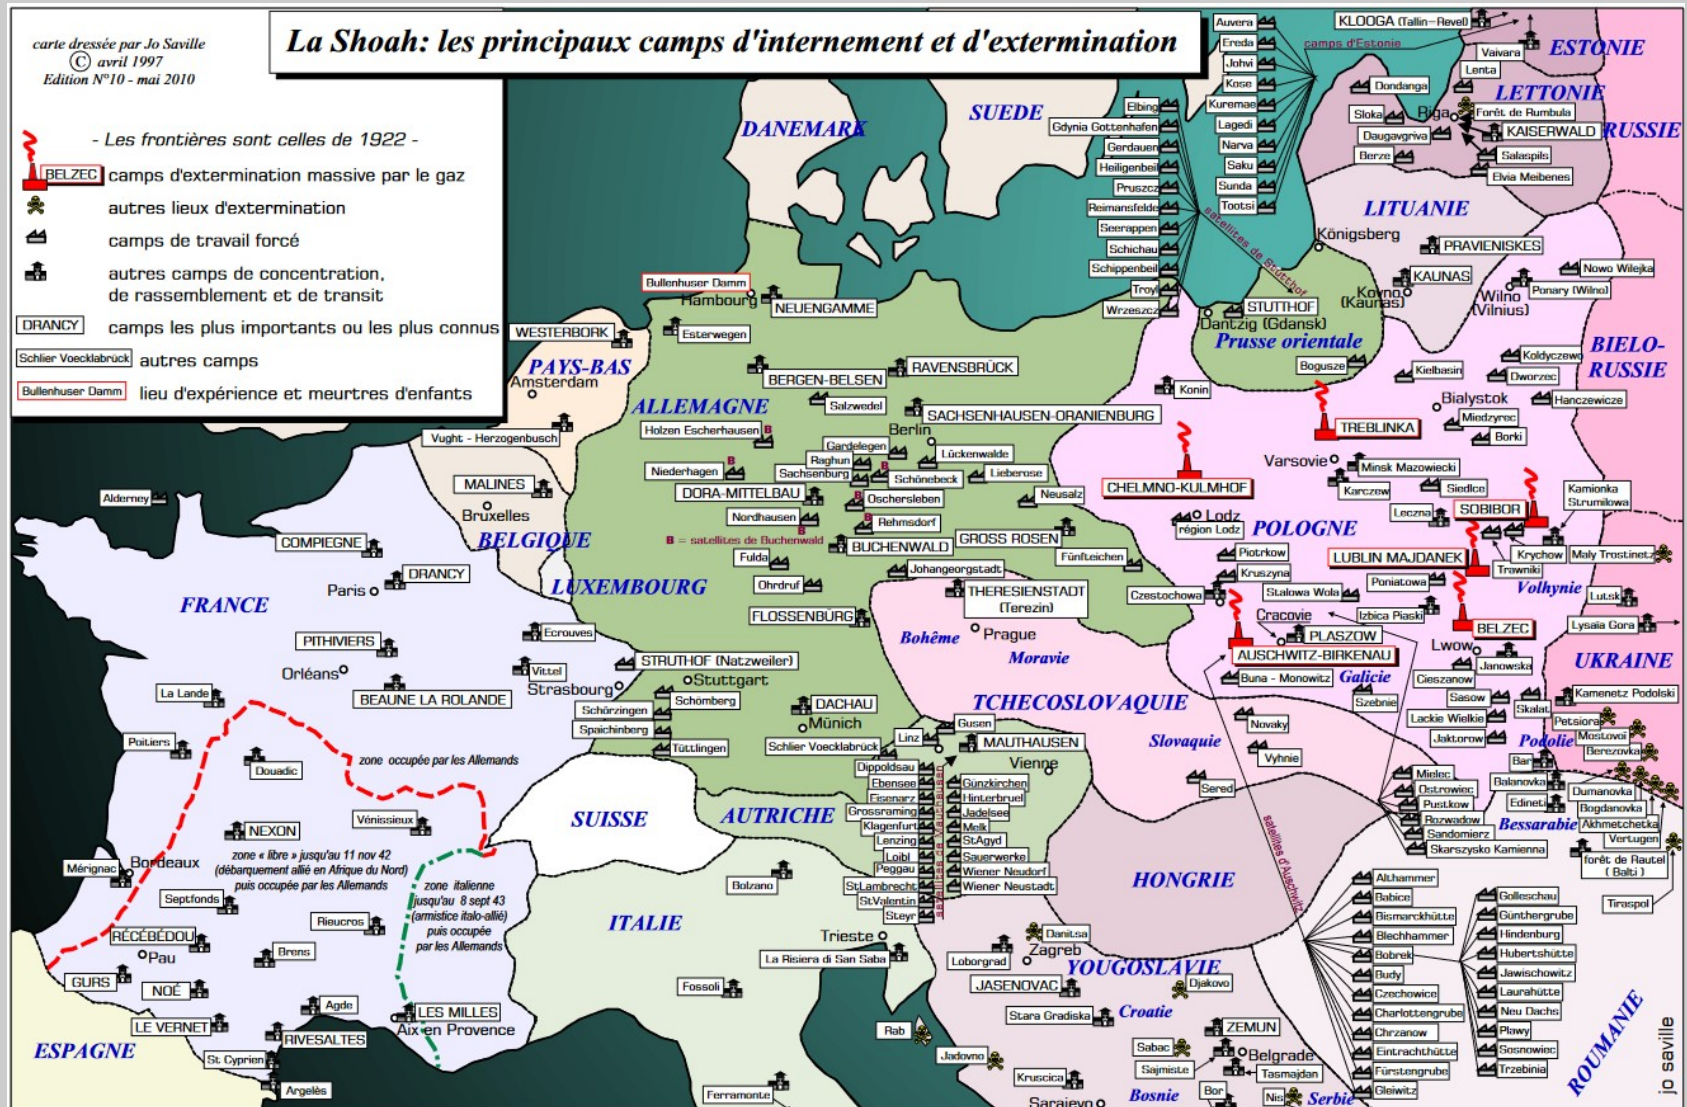 La Shoah: les principaux camps d'internement et d'extermination
carte dressée par Jo Saville
© avril 1997
Edition N°10 - mai 2010
- Les frontières sont celles de 1922 -
BELZEC camps d'extermination massive par le gaz
autres lieux d'extermination
camps de travail forcé
autres camps de concentration,
de rassemblement et de transit
DRANCY camps les plus importants ou les plus connus
Schlier Voecklabrück autres camps
Bullenhuser Damm lieu d'expérience et meurtres d'enfants
DANEMARK
SUEDE
Auvera
Ereda
Johvi
Kose
Kuremae
Lagedi
Narva
Saku
Sunda
Tootsi
camps d'Estonie
KLOOGA (Tallin-Revel)
Vaivara
ESTONIE
Lenta
Dondanga
LETTONIE
Sloka
Riga
Forêt de Rumbula
Daugavgriva
KAISERWALD
RUSSIE
Berze
Salaspils
Elvia Meibenes
Elbing
Gdynia Gottenhafen
Gerdauen
Heiligenbeil
Pruszcz
Reimansfelde
Seerappen
Schichau
Schippenbeil
Troyl
Wrzeszcz
satellites de Stutthof
LITUANIE
Königsberg
PRAVIENISKES
KAUNAS
Kovno
(Kaunas)
Wilno
(Vilnius)
Nowo Wilejka
Ponary (Wilno)
STUTTHOF
Dantzig (Gdansk)
Prusse orientale
Bogusze
BIELO-
RUSSIE
Koldyczewo
Kielbasin
Dworzec
Hanczewicze
Bialystok
Miedzyrec
Borki
Bullenhuser Damm
Hambourg
NEUENGAMME
Esterwegen
WESTERBORK
PAYS-BAS
Amsterdam
BERGEN-BELSEN
RAVENSBRÜCK
ALLEMAGNE
Salzwedel
SACHSENHAUSEN-ORANIENBURG
Holzen Escherhausen
B
Berlin
Vught - Herzogenbusch
Gardelegen
Lückenwalde
Raghun
Niederhagen
B
Sachsenburg
B
Schönebeck
Lieberose
DORA-MITTELBAU
B
Oschersleben
Neusalz
Nordhausen
B
B
Rehmsdorf
B = satellites de Buchenwald
BUCHENWALD
GROSS ROSEN
Fünfteichen
Fulda
Johangeorgstadt
Ohrdruf
FLOSSENBÜRG
THERESIENSTADT
(Terezin)
Konin
TREBLINKA
Varsovie
Minsk Mazowiecki
CHELMNO-KULMHOF
Karczew
Siedlce
Kamionka
Strumilowa
SOBIBOR
Leczna
Lodz
région Lodz
POLOGNE
Krychow
Maly Trostinetz
LUBLIN MAJDANEK
Trawniki
Piotrkow
Kruszyna
Poniatowa
Volhynie
Stalowa Wola
Lutsk
Czestochowa
Izbica Piaski
Cracovie
PLASZOW
BELZEC
Lysaïa Gora
AUSCHWITZ-BIRKENAU
Lwow
Janowska
UKRAINE
Buna - Monowitz
Galicie
Cieszanow
Szebnie
Sasow
Kamenetz Podolski
Skalat
Lackie Wielkie
Petsiora
Jaktorow
Podolie
Mostovoi
Berezovka
Bar
Balanovka
Dumanovka
Edineti
Bogdanovka
Bessarabie
Akhmetchetka
Vertugen
forêt de Rautel
( Balti )
Tiraspol
Alderney
MALINES
Bruxelles
BELGIQUE
LUXEMBOURG
COMPIEGNE
Paris
DRANCY
FRANCE
PITHIVIERS
Ecrouves
Orléans
Vittel
STRUTHOF (Natzweiler)
BEAUNE LA ROLANDE
Strasbourg
Stuttgart
La Lande
Schömberg
Schörzingen
Spaichinberg
Tüttlingen
Poitiers
Douadic
zone occupée par les Allemands
DACHAU
Münich
Schlier Voecklabrück
Linz
Gusen
MAUTHAUSEN
Vienne
Bohême
Prague
Moravie
TCHECOSLOVAQUIE
Slovaquie
Novaky
Vyhnie
Sered
SUISSE
AUTRICHE
Dippoldsau
Ebensee
Eisenarz
Grossraming
Klagenfurt
Lenzing
Loibl
Peggau
St Lambrecht
St Valentin
Steyr
satellites de Mauthausen
Günzkirchen
Hinterbruel
Jadelsee
Melk
St Agyd
Sauerwerke
Wiener Neudorf
Wiener Neustadt
Mielec
Ostrowiec
Pustkow
Rozwadow
Sandomierz
Skarszysko Kamienna
satellites d'Auschwitz
HONGRIE
Althammer
Babice
Bismarckhütte
Blechhammer
Bobrek
Budy
Czechowice
Charlottengrube
Chrzanow
Eintrachthütte
Fürstengrube
Gleiwitz
Golleschau
Günthergrube
Hindenburg
Hubertshütte
Jawischowitz
Laurahütte
Neu Dachs
Plawy
Sosnowiec
Trzebinia
ROUMANIE
jo saville
Vénissieux
NEXON
Mérignac
Bordeaux
zone « libre » jusqu'au 11 nov 42
(débarquement allié en Afrique du Nord)
puis occupée par les Allemands
zone italienne
jusqu'au 8 sept 43
(armistice italo-allié)
puis occupée
par les Allemands
Septfonds
Rieucros
RÉCÉBÉDOU
Pau
Brens
GURS
NOÉ
Agde
LES MILLES
Aix en Provence
LE VERNET
RIVESALTES
St Cyprien
Argelès
ESPAGNE
Bolzano
ITALIE
Trieste
La Risiera di San Saba
Fossoli
Rab
Ferramonte
Danitsa
Zagreb
Loborgrad
YOUGOSLAVIE
JASENOVAC
Djakovo
Stara Gradiska
Croatie
ZEMUN
Jadovno
Sabac
Belgrade
Sajmiste
Tasmajdan
Kruscica
Bosnie
Bor
Nis
Serbie
Sarajevo